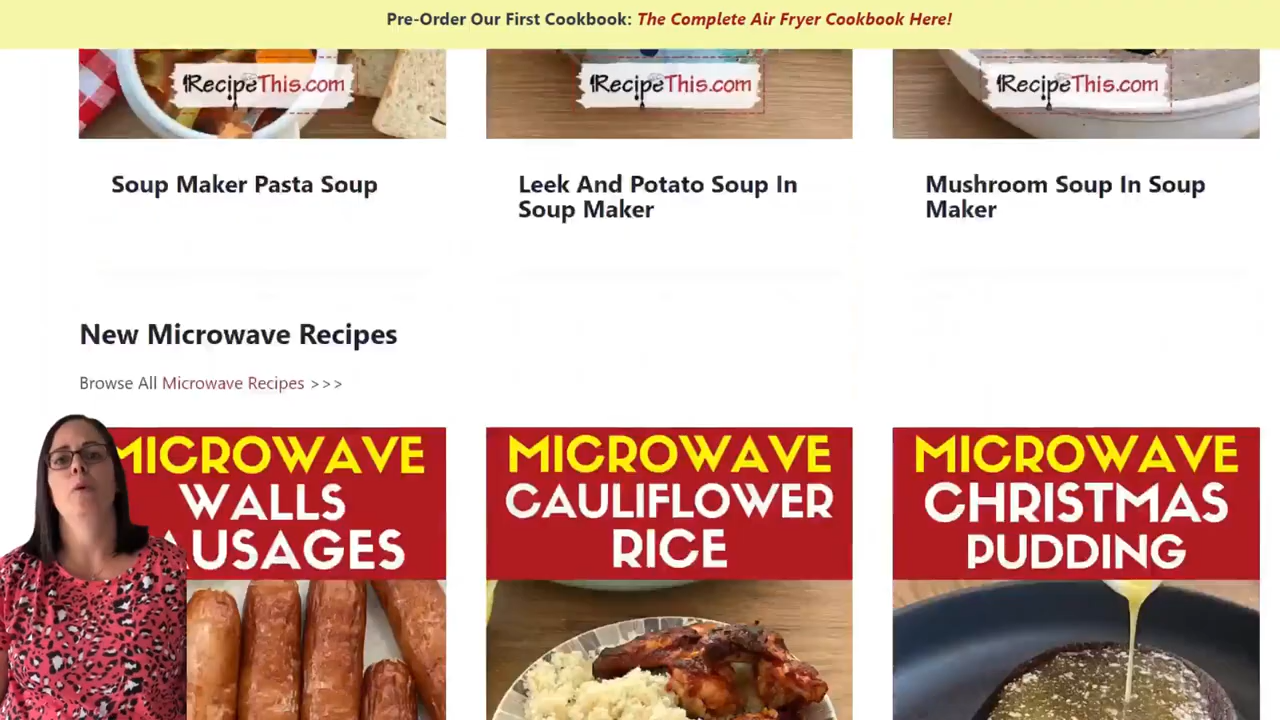 Pre-Order Our First Cookbook: The Complete Air Fryer Cookbook Here!
RecipeThis.com
RecipeThis.com
RecipeThis.com
Soup Maker Pasta Soup
Leek And Potato Soup In
Soup Maker
Mushroom Soup In Soup
Maker
New Microwave Recipes
Browse All Microwave Recipes >>>
MICROWAVE
WALLS
AUSAGES
MICROWAVE
CAULIFLOWER
RICE
MICROWAVE
CHRISTMAS
PUDDING